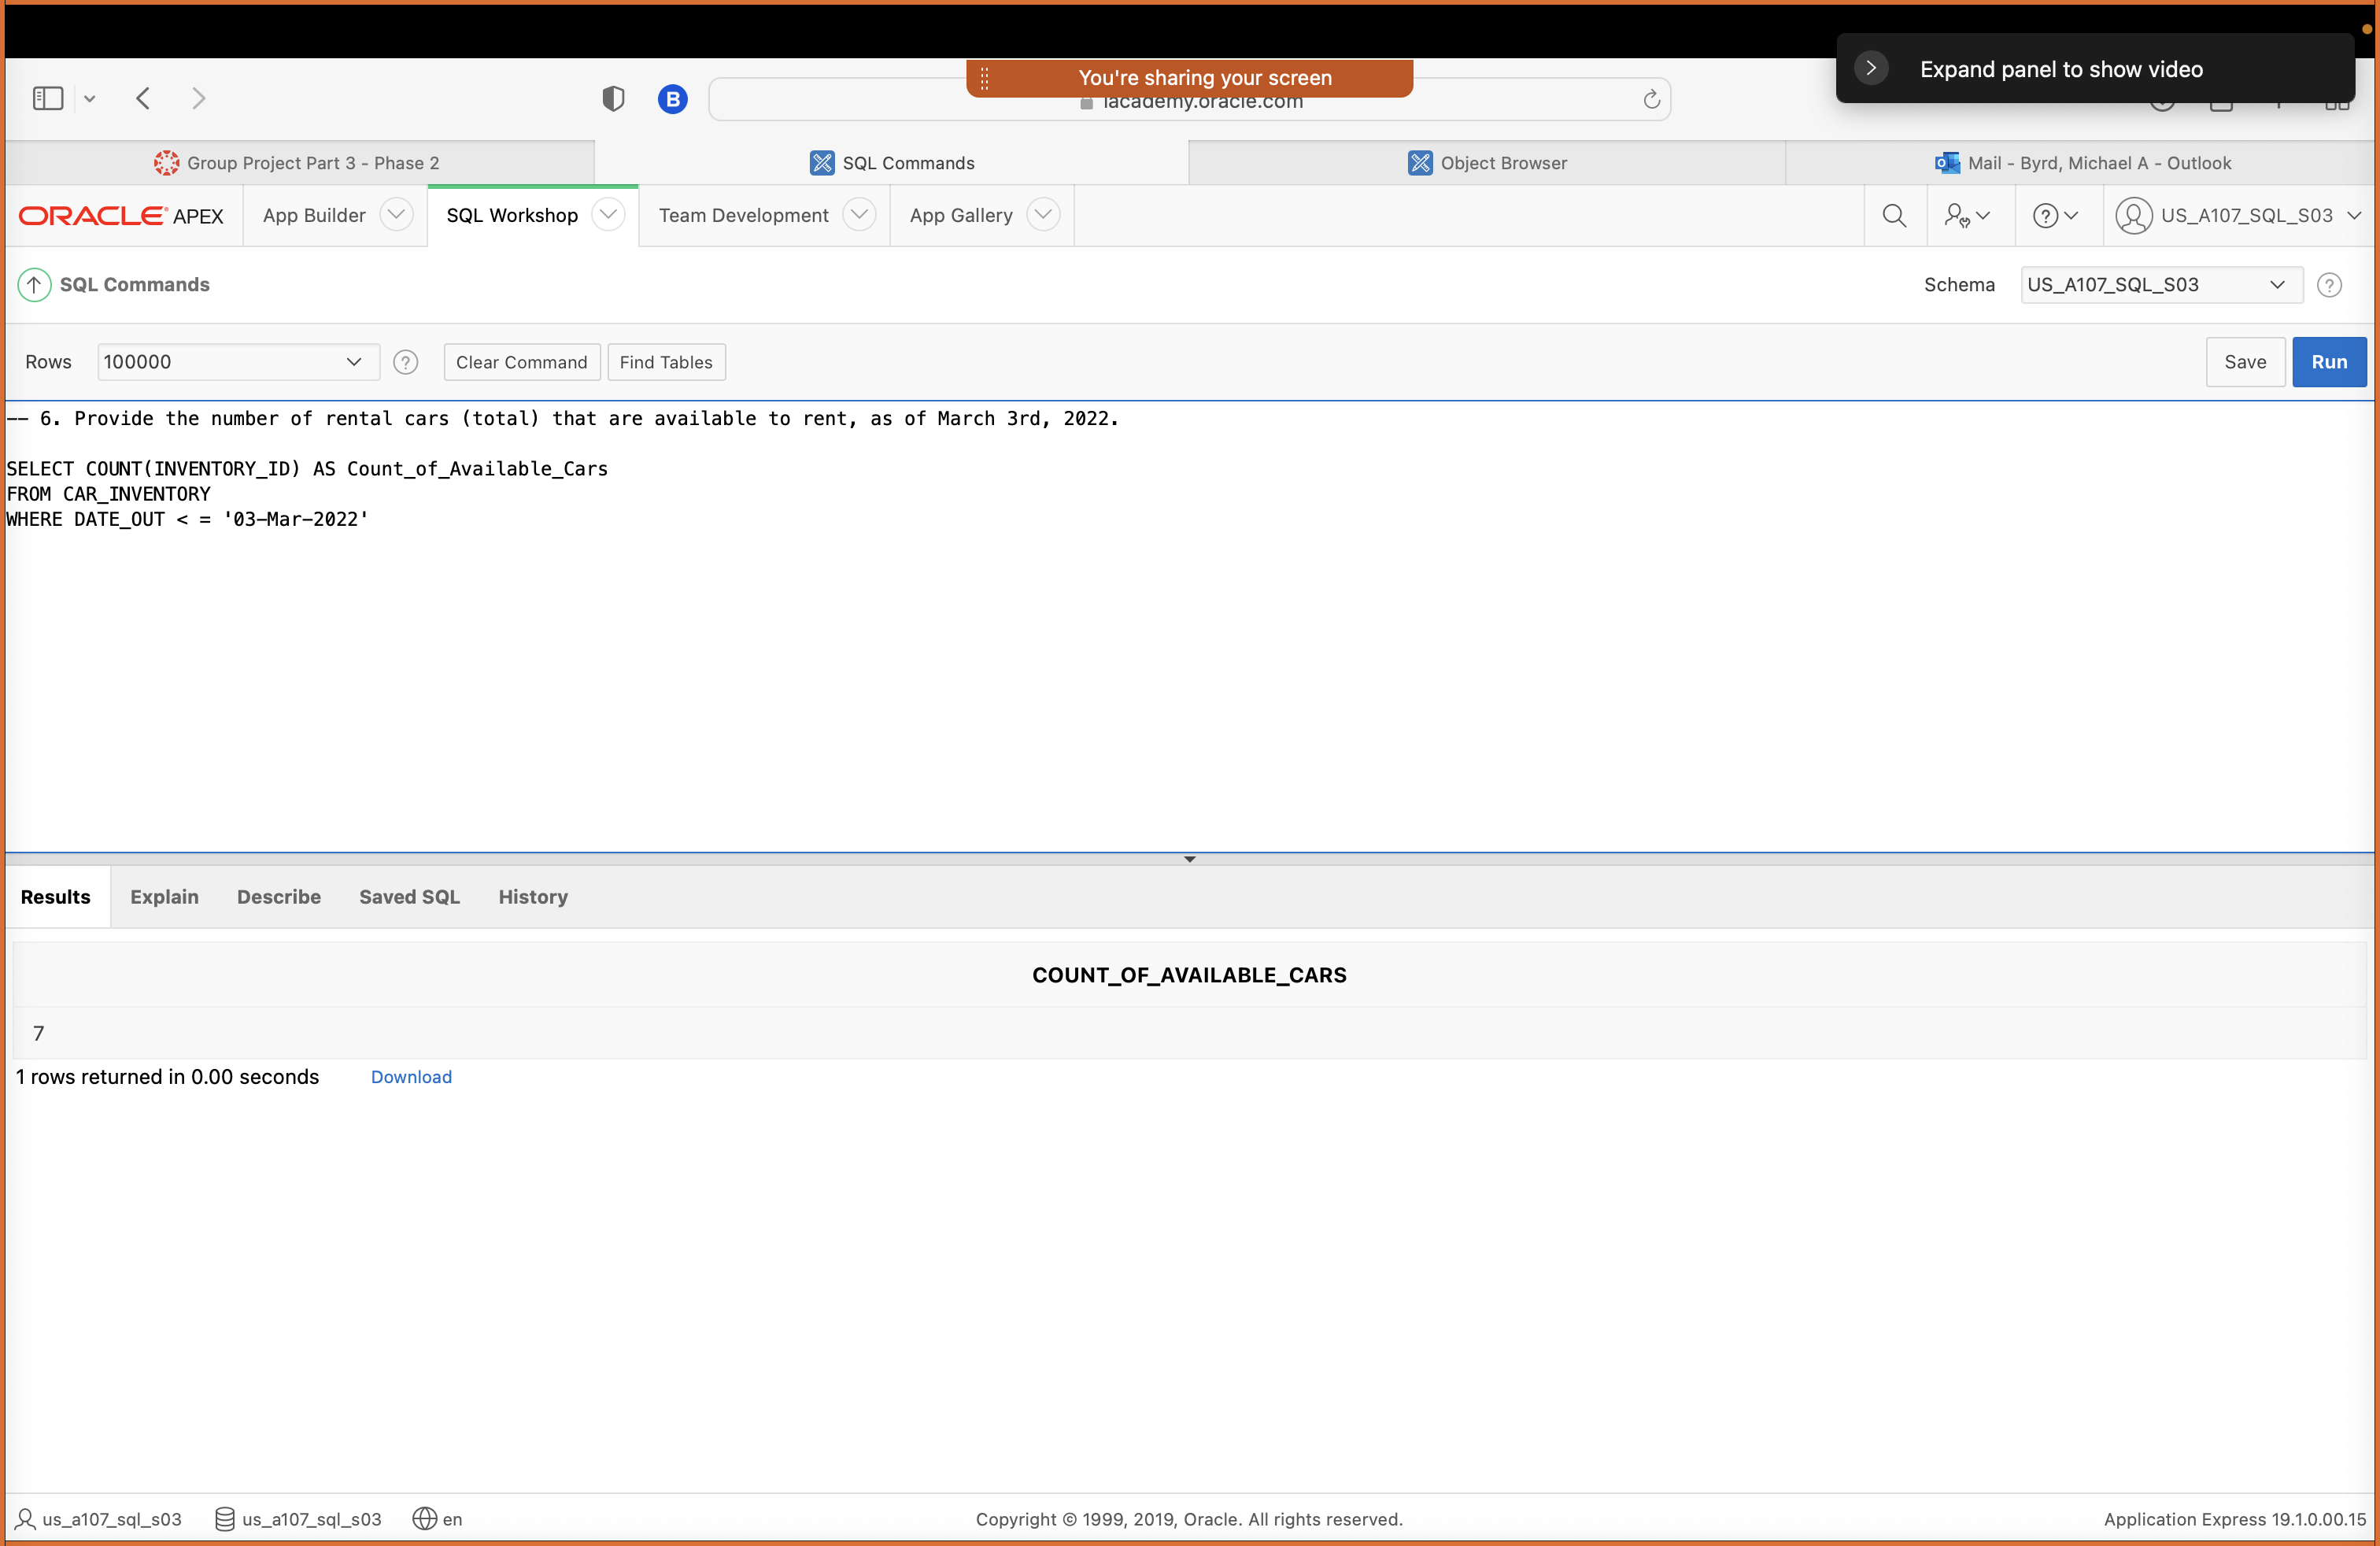 Expand panel to show video
You're sharing your screen
B
Group Project Part 3 - Phase 2
SQL Commands
Object Browser
Mail - Byrd, Michael A - Outlook
ORACLE APEX
App Builder
SQL Workshop
Team Development
App Gallery
US_A107_SQL_S03
SQL Commands
Schema
US_A107_SQL_S03
Rows
100000
Clear Command
Find Tables
Save
Run
-- 6. Provide the number of rental cars (total) that are available to rent, as of March 3rd, 2022.
SELECT COUNT(INVENTORY_ID) AS Count_of_Available_Cars
FROM CAR_INVENTORY
WHERE DATE_OUT < = '03-Mar-2022'
Results
Explain
Describe
Saved SQL
History
COUNT_OF_AVAILABLE_CARS
7
1 rows returned in 0.00 seconds
Download
us_a107_sql_s03
us_a107_sql_s03
en
Copyright © 1999, 2019, Oracle. All rights reserved.
Application Express 19.1.0.00.15